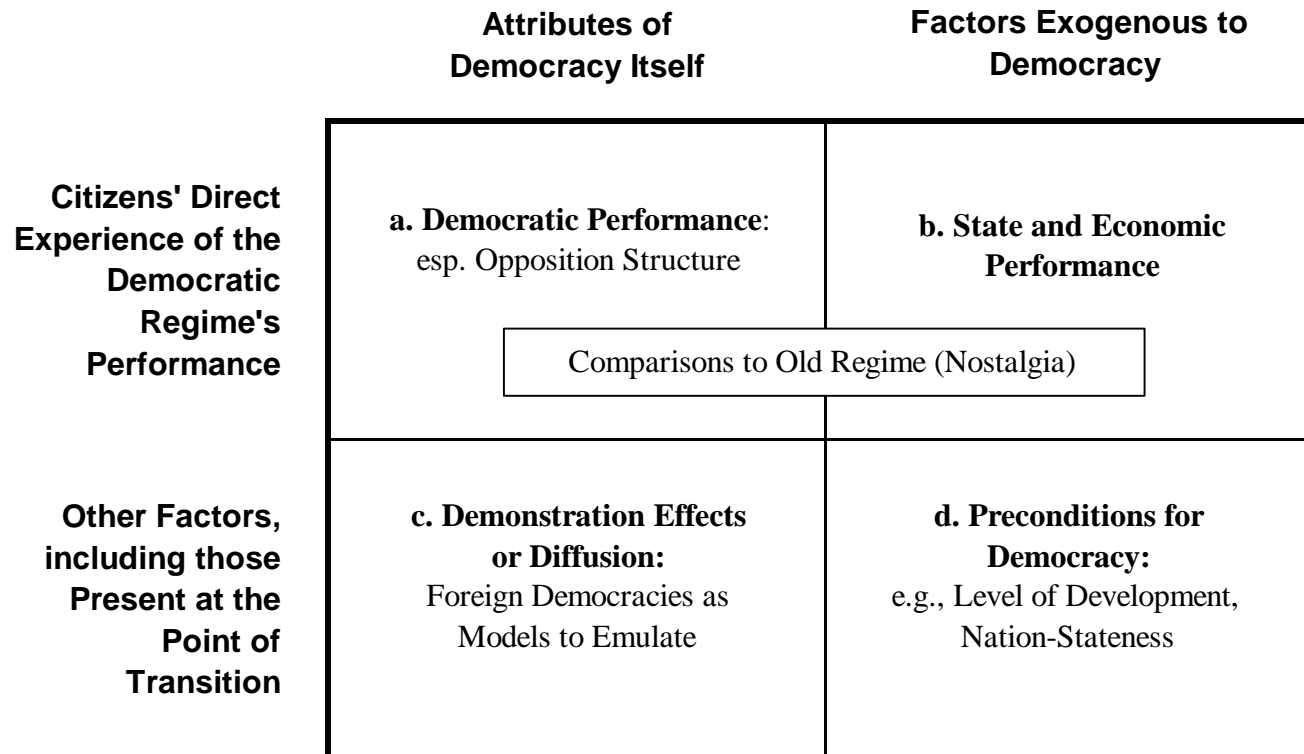 Attributes of
Democracy Itself
Factors Exogenous to
Democracy
Citizens' Direct
Experience of the
Democratic
Regime's
Performance
a. Democratic Performance:
esp. Opposition Structure
b. State and Economic
Performance
Comparisons to Old Regime (Nostalgia)
Other Factors,
including those
Present at the
Point of
Transition
c. Demonstration Effects
or Diffusion:
Foreign Democracies as
Models to Emulate
d. Preconditions for
Democracy:
e.g., Level of Development,
Nation-Stateness